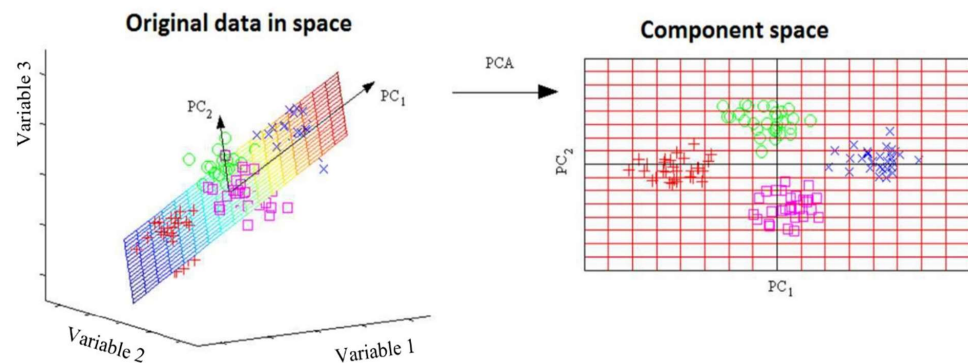 Original data in space
Component space
Variable 3
PC2
PC1
Variable 2
Variable 1
PCA
PC2
PC1